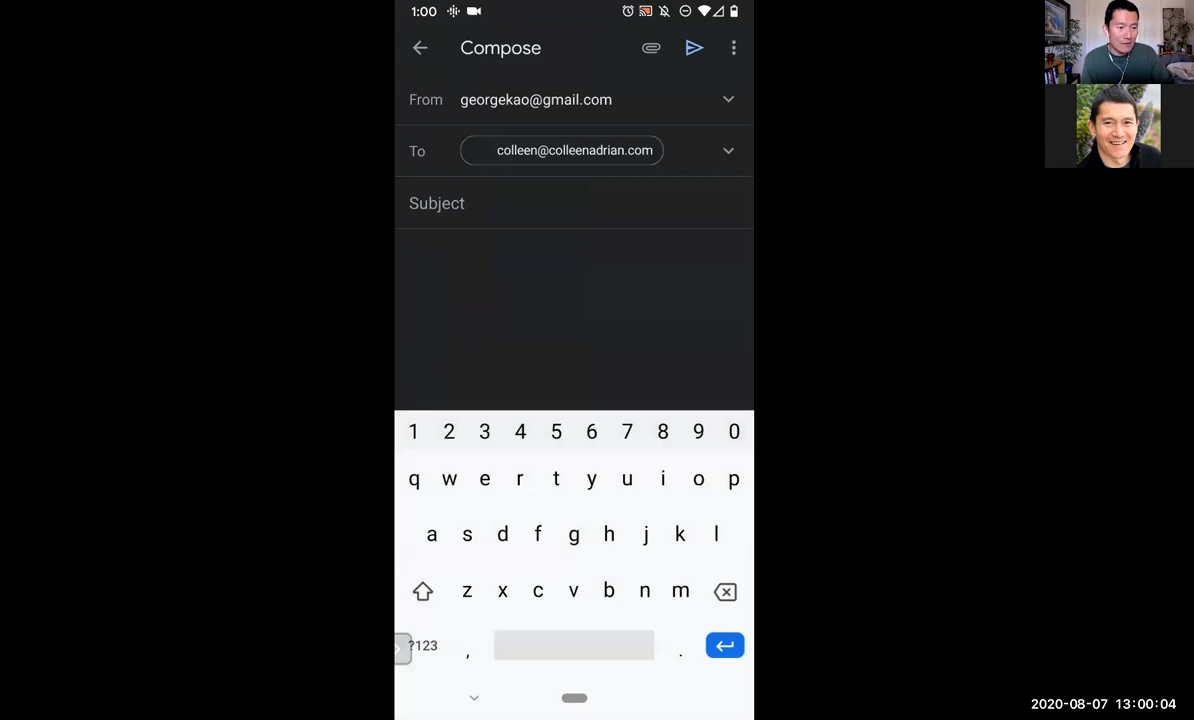 1:00
Compose
From georgekao@gmail.com
To colleen@colleenadrian.com
Subject
1 2 3 4 5 6 7 8 9 0
q w e r t y u i o p
a s d f g h j k l
z x c v b n m
?123 , .
2020-08-07 13:00:04